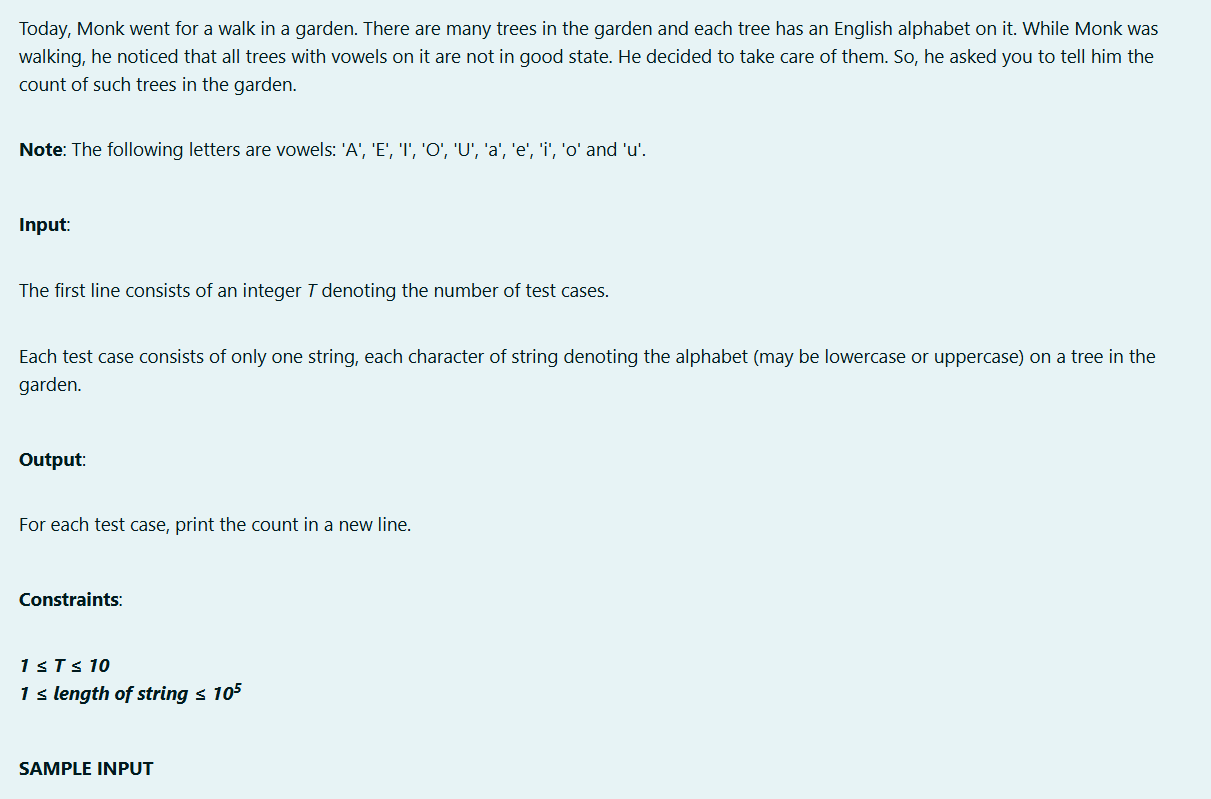 Today, Monk went for a walk in a garden. There are many trees in the garden and each tree has an English alphabet on it. While Monk was
walking, he noticed that all trees with vowels on it are not in good state. He decided to take care of them. So, he asked you to tell him the
count of such trees in the garden.
Note: The following letters are vowels: 'A', 'E', 'I', 'O', 'U', 'a', 'e', 'i', 'o' and 'u'.
Input:
The first line consists of an integer T denoting the number of test cases.
Each test case consists of only one string, each character of string denoting the alphabet (may be lowercase or uppercase) on a tree in the
garden.
Output:
For each test case, print the count in a new line.
Constraints:
1 ≤ T ≤ 10
1 ≤ length of string ≤ 10⁵
SAMPLE INPUT